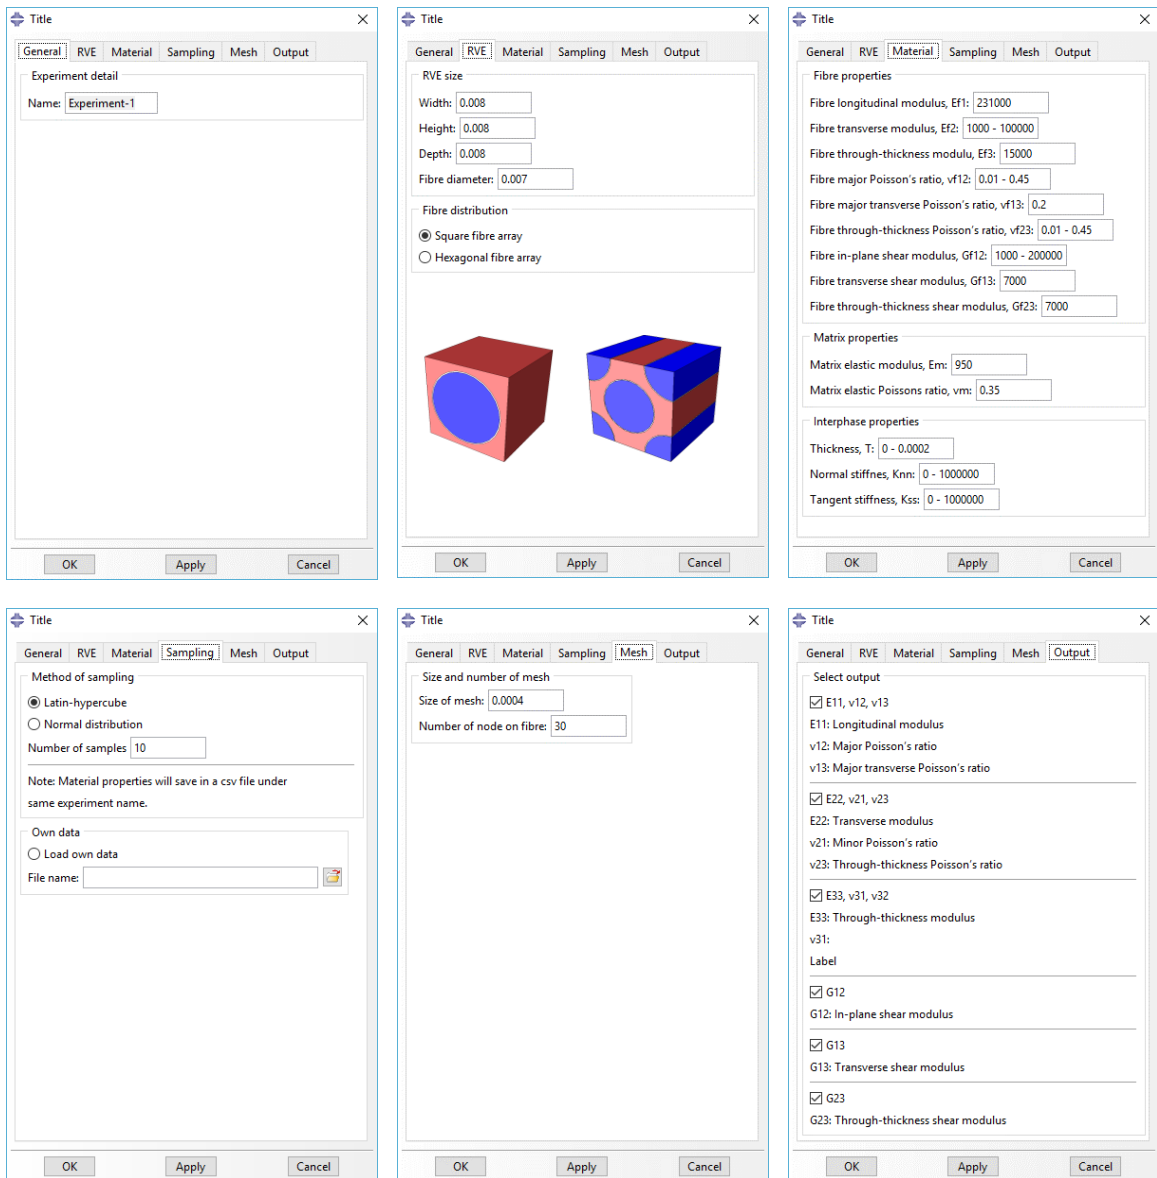 Title
General RVE Material Sampling Mesh Output
Experiment detail
Name: Experiment-1
OK Apply Cancel
Title
General RVE Material Sampling Mesh Output
RVE size
Width: 0.008
Height: 0.008
Depth: 0.008
Fibre diameter: 0.007
Fibre distribution
Square fibre array
Hexagonal fibre array
OK Apply Cancel
Title
General RVE Material Sampling Mesh Output
Fibre properties
Fibre longitudinal modulus, Ef1: 231000
Fibre transverse modulus, Ef2: 1000 - 100000
Fibre through-thickness modulu, Ef3: 15000
Fibre major Poisson's ratio, vf12: 0.01 - 0.45
Fibre major transverse Poisson's ratio, vf13: 0.2
Fibre through-thickness Poisson's ratio, vf23: 0.01 - 0.45
Fibre in-plane shear modulus, Gf12: 1000 - 200000
Fibre transverse shear modulus, Gf13: 7000
Fibre through-thickness shear modulus, Gf23: 7000
Matrix properties
Matrix elastic modulus, Em: 950
Matrix elastic Poissons ratio, vm: 0.35
Interphase properties
Thickness, T: 0 - 0.0002
Normal stiffnes, Knn: 0 - 1000000
Tangent stiffness, Kss: 0 - 1000000
OK Apply Cancel
Title
General RVE Material Sampling Mesh Output
Method of sampling
Latin-hypercube
Normal distribution
Number of samples 10
Note: Material properties will save in a csv file under
same experiment name.
Own data
Load own data
File name:
OK Apply Cancel
Title
General RVE Material Sampling Mesh Output
Size and number of mesh
Size of mesh: 0.0004
Number of node on fibre: 30
OK Apply Cancel
Title
General RVE Material Sampling Mesh Output
Select output
E11, v12, v13
E11: Longitudinal modulus
v12: Major Poisson's ratio
v13: Major transverse Poisson's ratio
E22, v21, v23
E22: Transverse modulus
v21: Minor Poisson's ratio
v23: Through-thickness Poisson's ratio
E33, v31, v32
E33: Through-thickness modulus
v31:
Label
G12
G12: In-plane shear modulus
G13
G13: Transverse shear modulus
G23
G23: Through-thickness shear modulus
OK Apply Cancel